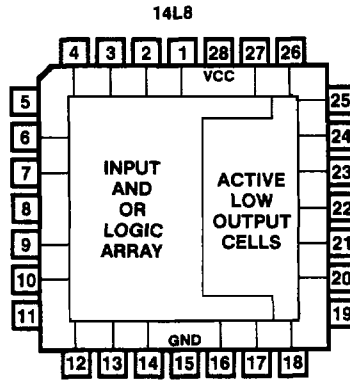 14L8
4 3 2 1 28 27 26
VCC
5
6
7
8
9
10
11
INPUT
AND
OR
LOGIC
ARRAY
ACTIVE
LOW
OUTPUT
CELLS
25
24
23
22
21
20
19
GND
12 13 14 15 16 17 18